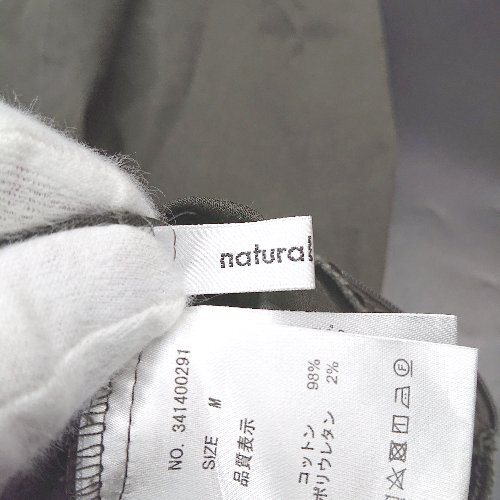 natura
NO. 341400291
SIZE M
品質表示
コットン 98%
ポリウレタン 2%